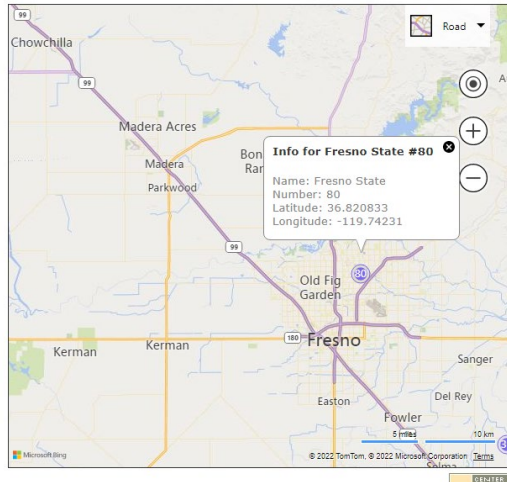 99
Road
Chowchilla
99
Madera Acres
Bon
Ran
Info for Fresno State #80
Madera
Parkwood
Name: Fresno State
Number: 80
Latitude: 36.820833
Longitude: -119.74231
99
80
Old Fig
Garden
180
Fresno
Kerman
Kerman
Sanger
Easton
Del Rey
Fowler
5 miles
10 km
Microsoft Bing
© 2022 TomTom, © 2022 Microsoft Corporation Terms
Selma
CENTER